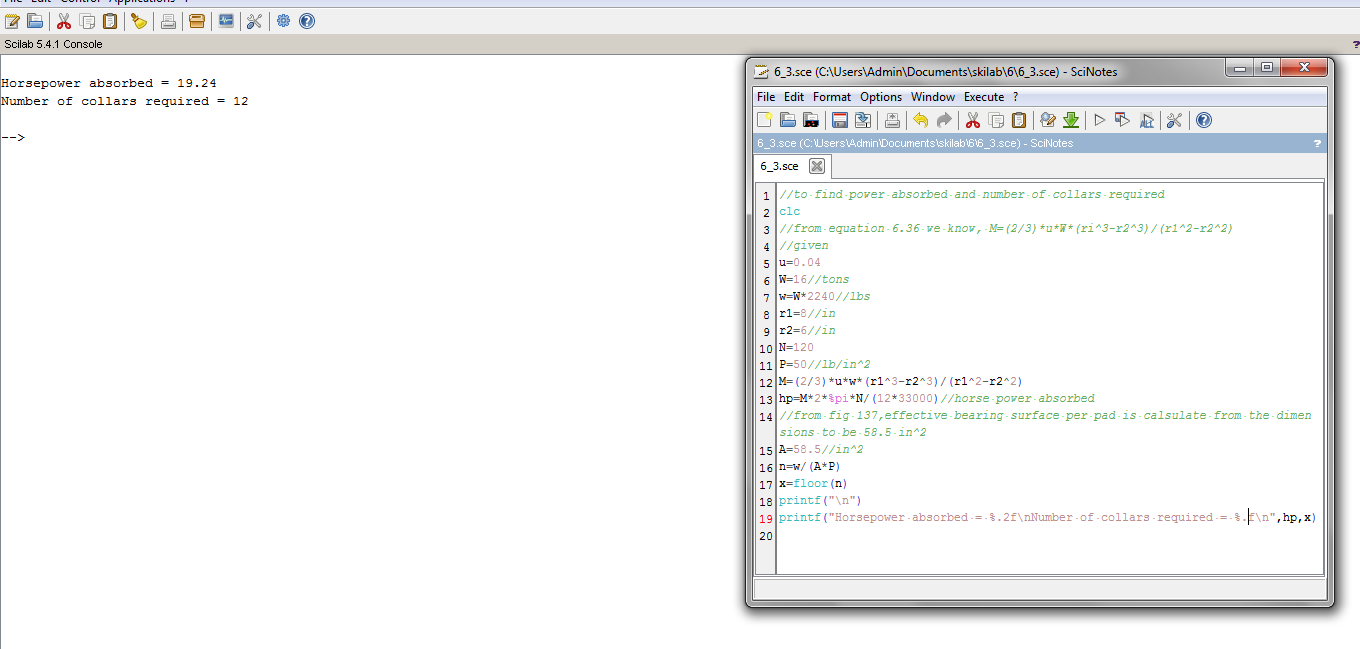 File Edit Control Applications ?
Scilab 5.4.1 Console
?
Horsepower absorbed = 19.24
Number of collars required = 12
-->
6_3.sce (C:\Users\Admin\Documents\skilab\6\6_3.sce) - SciNotes
File Edit Format Options Window Execute ?
6_3.sce (C:\Users\Admin\Documents\skilab\6\6_3.sce) - SciNotes
?
6_3.sce
1 //to find power absorbed and number of collars required
2 clc
3 //from equation 6.36 we know, M=(2/3)*u*W*(ri^3-r2^3)/(r1^2-r2^2)
4 //given
5 u=0.04
6 W=16//tons
7 w=W*2240//lbs
8 r1=8//in
9 r2=6//in
10 N=120
11 P=50//lb/in^2
12 M=(2/3)*u*w*(r1^3-r2^3)/(r1^2-r2^2)
13 hp=M*2*%pi*N/(12*33000)//horse power absorbed
14 //from fig 137,effective bearing surface per pad is calsulate from the dimen
sions to be 58.5 in^2
15 A=58.5//in^2
16 n=w/(A*P)
17 x=floor(n)
18 printf("\n")
19 printf("Horsepower absorbed = %.2f\nNumber of collars required = %.f\n",hp,x)
20